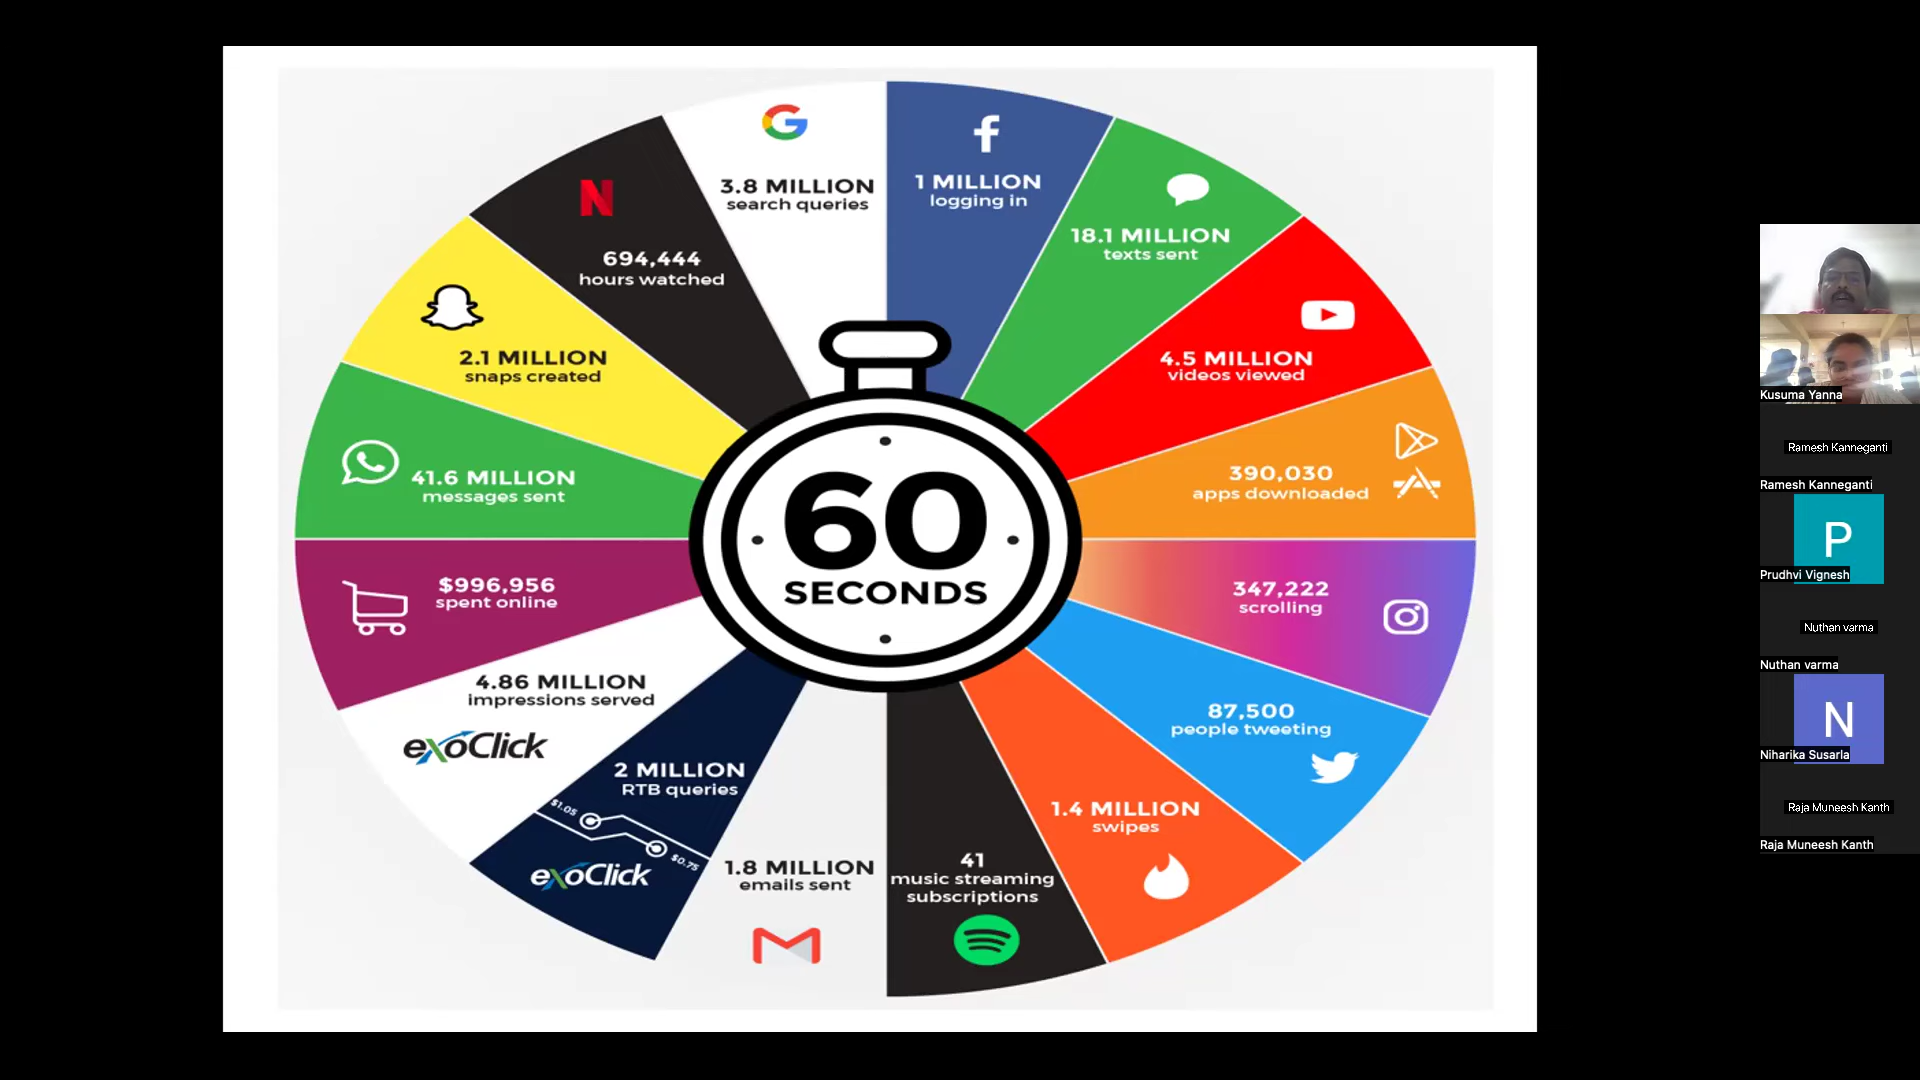 3.8 MILLION
search queries
1 MILLION
logging in
18.1 MILLION
texts sent
4.5 MILLION
videos viewed
390,030
apps downloaded
347,222
scrolling
87,500
people tweeting
1.4 MILLION
swipes
41
music streaming
subscriptions
1.8 MILLION
emails sent
2 MILLION
RTB queries
$1.05
$0.75
exoClick
4.86 MILLION
impressions served
exoClick
$996,956
spent online
41.6 MILLION
messages sent
2.1 MILLION
snaps created
N
694,444
hours watched
G
f
60
SECONDS
Kusuma Yanna
Ramesh Kanneganti
Ramesh Kanneganti
P
Prudhvi Vignesh
Nuthan varma
Nuthan varma
N
Niharika Susarla
Raja Muneesh Kanth
Raja Muneesh Kanth